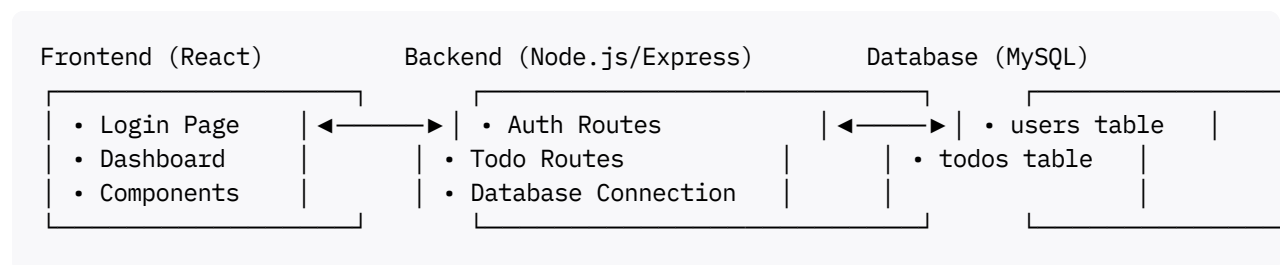 Frontend (React) Backend (Node.js/Express) Database (MySQL)
• Login Page ◄──────► • Auth Routes ◄─────► • users table
• Dashboard • Todo Routes • todos table
• Components • Database Connection